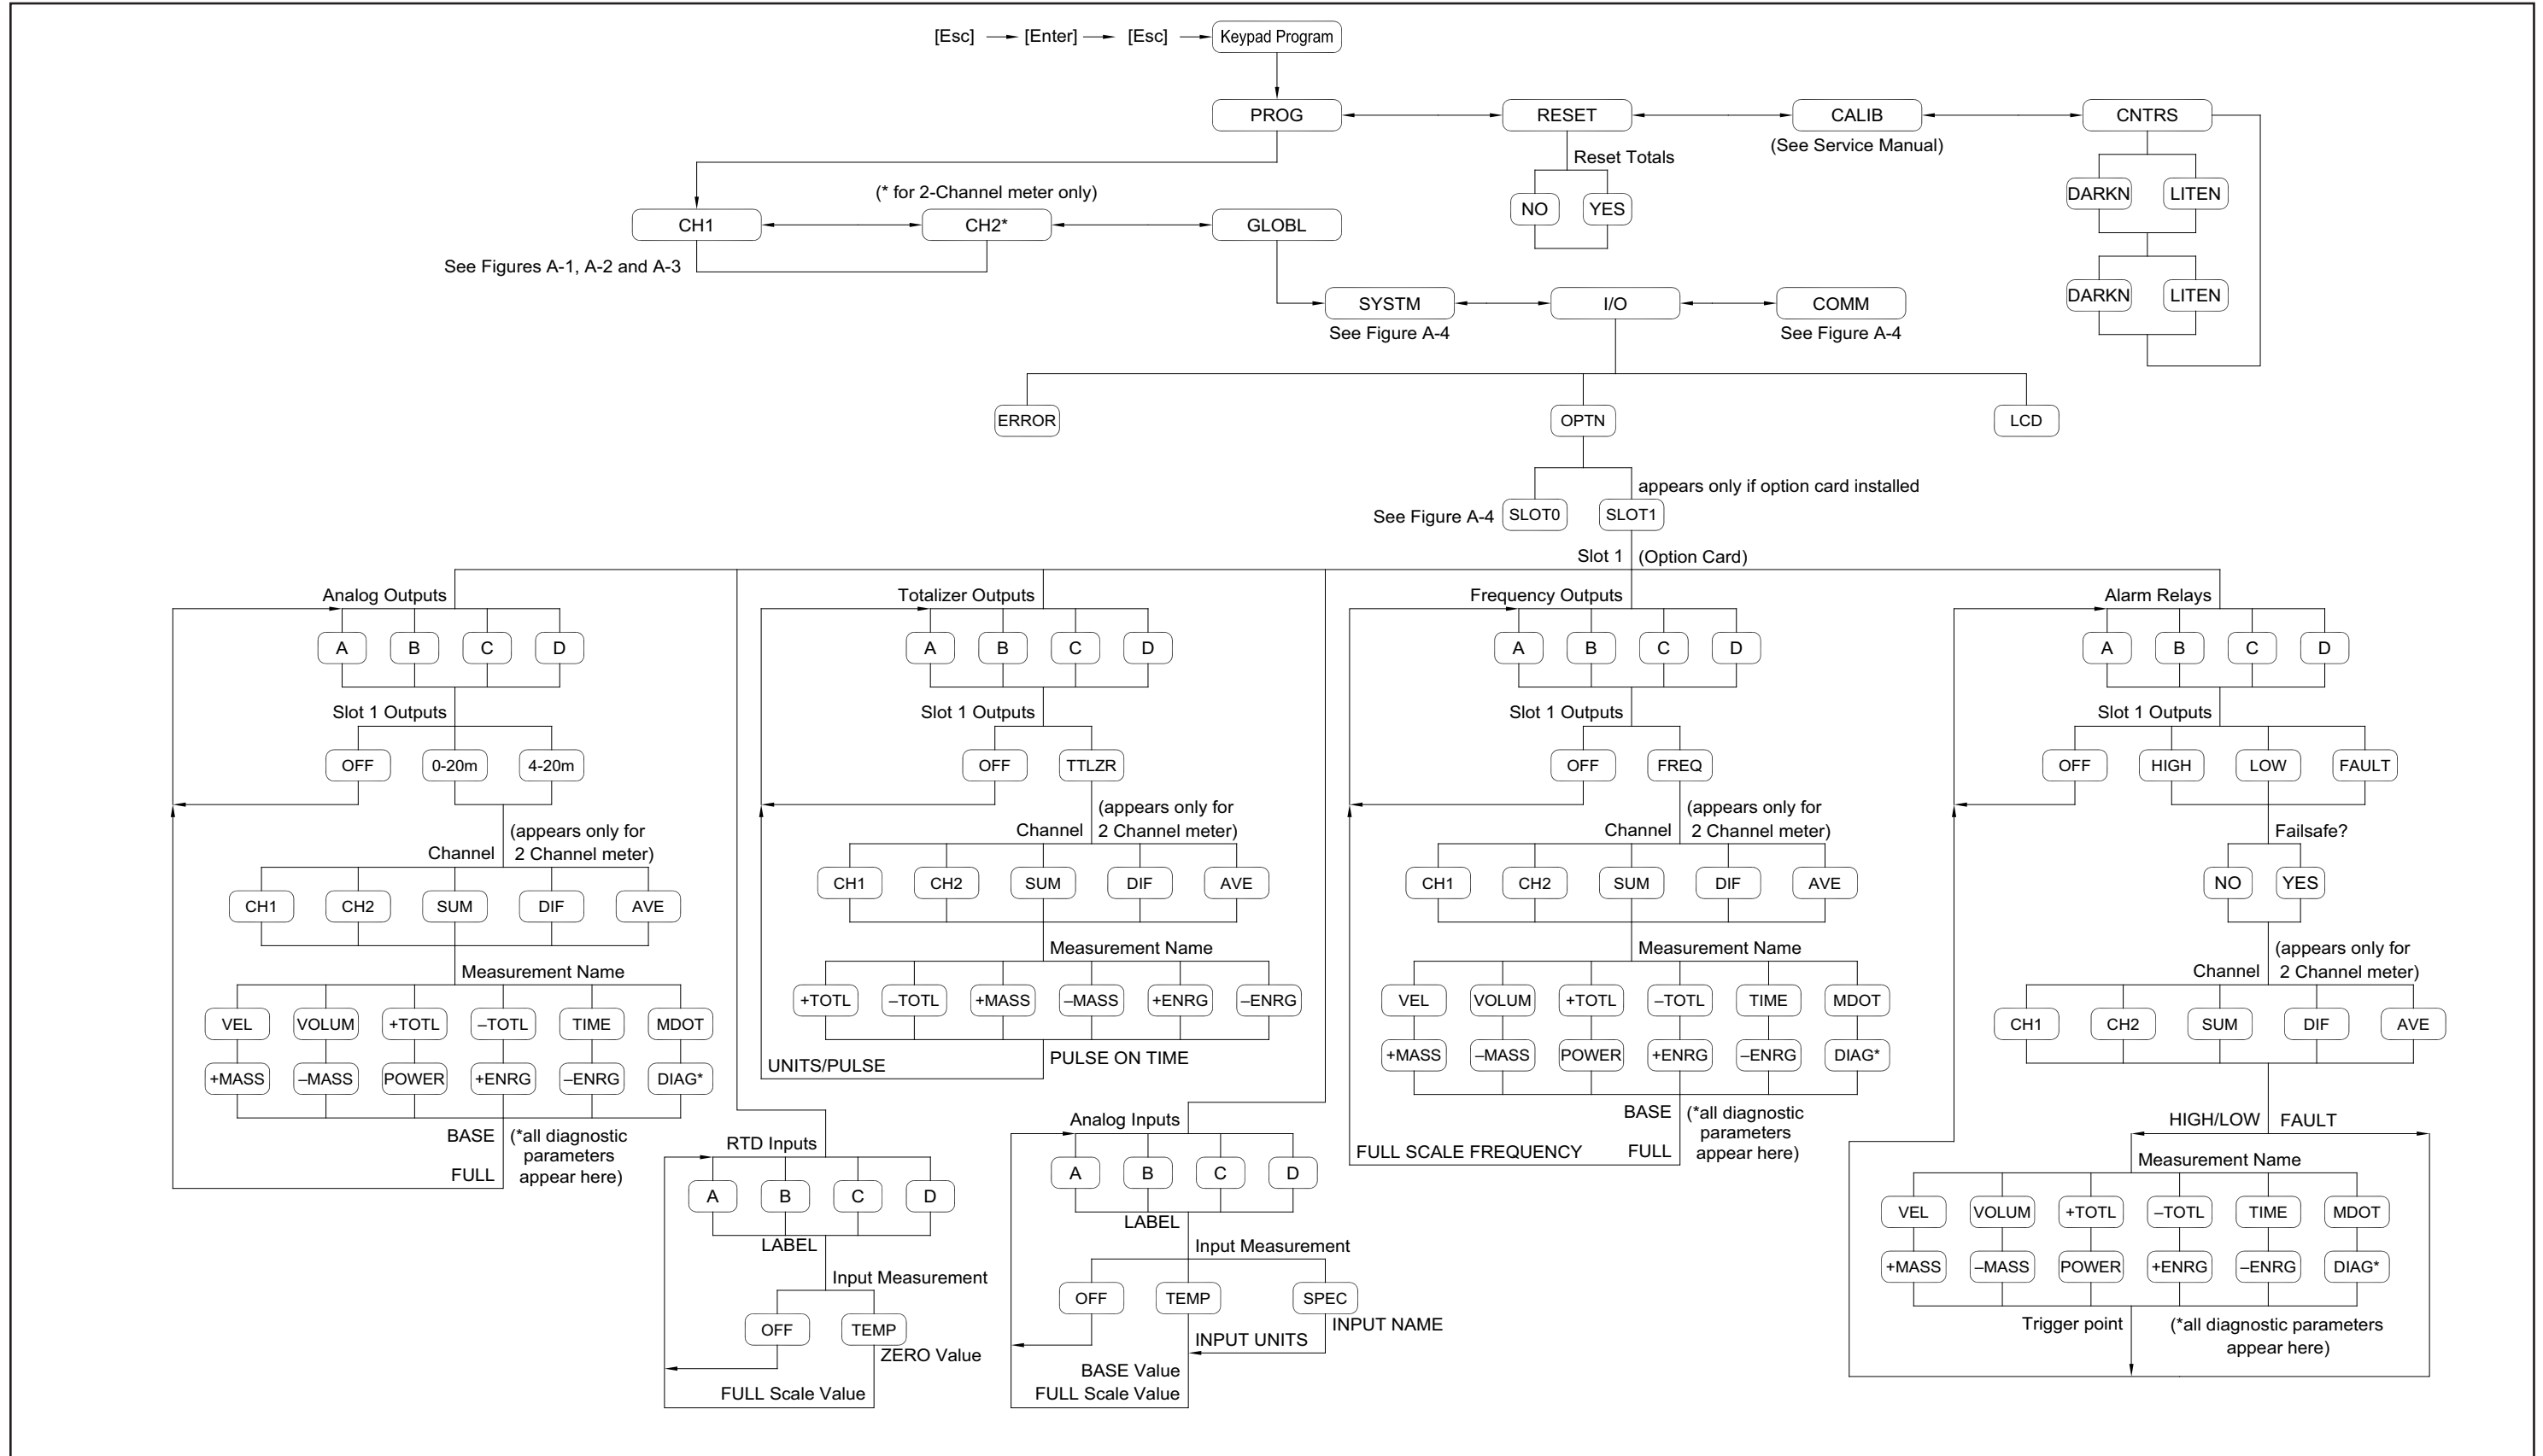 [Esc] [Enter] [Esc] Keypad Program
PROG RESET CALIB CNTRS
(See Service Manual)
Reset Totals
NO YES
DARKN LITEN
DARKN LITEN
(* for 2-Channel meter only)
CH1 CH2* GLOBL
See Figures A-1, A-2 and A-3
SYSTM I/O COMM
See Figure A-4 See Figure A-4
ERROR OPTN LCD
appears only if option card installed
See Figure A-4 SLOT0 SLOT1
Slot 1 (Option Card)
Analog Outputs
A B C D
Slot 1 Outputs
OFF 0-20m 4-20m
(appears only for
Channel 2 Channel meter)
CH1 CH2 SUM DIF AVE
Measurement Name
VEL VOLUM +TOTL –TOTL TIME MDOT
+MASS –MASS POWER +ENRG –ENRG DIAG*
BASE (*all diagnostic
parameters
FULL appear here)
RTD Inputs
A B C D
LABEL
Input Measurement
OFF TEMP
ZERO Value
FULL Scale Value
Totalizer Outputs
A B C D
Slot 1 Outputs
OFF TTLZR
(appears only for
Channel 2 Channel meter)
CH1 CH2 SUM DIF AVE
Measurement Name
+TOTL –TOTL +MASS –MASS +ENRG –ENRG
UNITS/PULSE PULSE ON TIME
Analog Inputs
A B C D
LABEL
Input Measurement
OFF TEMP SPEC
INPUT NAME
INPUT UNITS
BASE Value
FULL Scale Value
Frequency Outputs
A B C D
Slot 1 Outputs
OFF FREQ
(appears only for
Channel 2 Channel meter)
CH1 CH2 SUM DIF AVE
Measurement Name
VEL VOLUM +TOTL –TOTL TIME MDOT
+MASS –MASS POWER +ENRG –ENRG DIAG*
BASE (*all diagnostic
parameters
FULL SCALE FREQUENCY FULL appear here)
Alarm Relays
A B C D
Slot 1 Outputs
OFF HIGH LOW FAULT
Failsafe?
NO YES
(appears only for
Channel 2 Channel meter)
CH1 CH2 SUM DIF AVE
HIGH/LOW FAULT
Measurement Name
VEL VOLUM +TOTL –TOTL TIME MDOT
+MASS –MASS POWER +ENRG –ENRG DIAG*
Trigger point (*all diagnostic parameters
appear here)